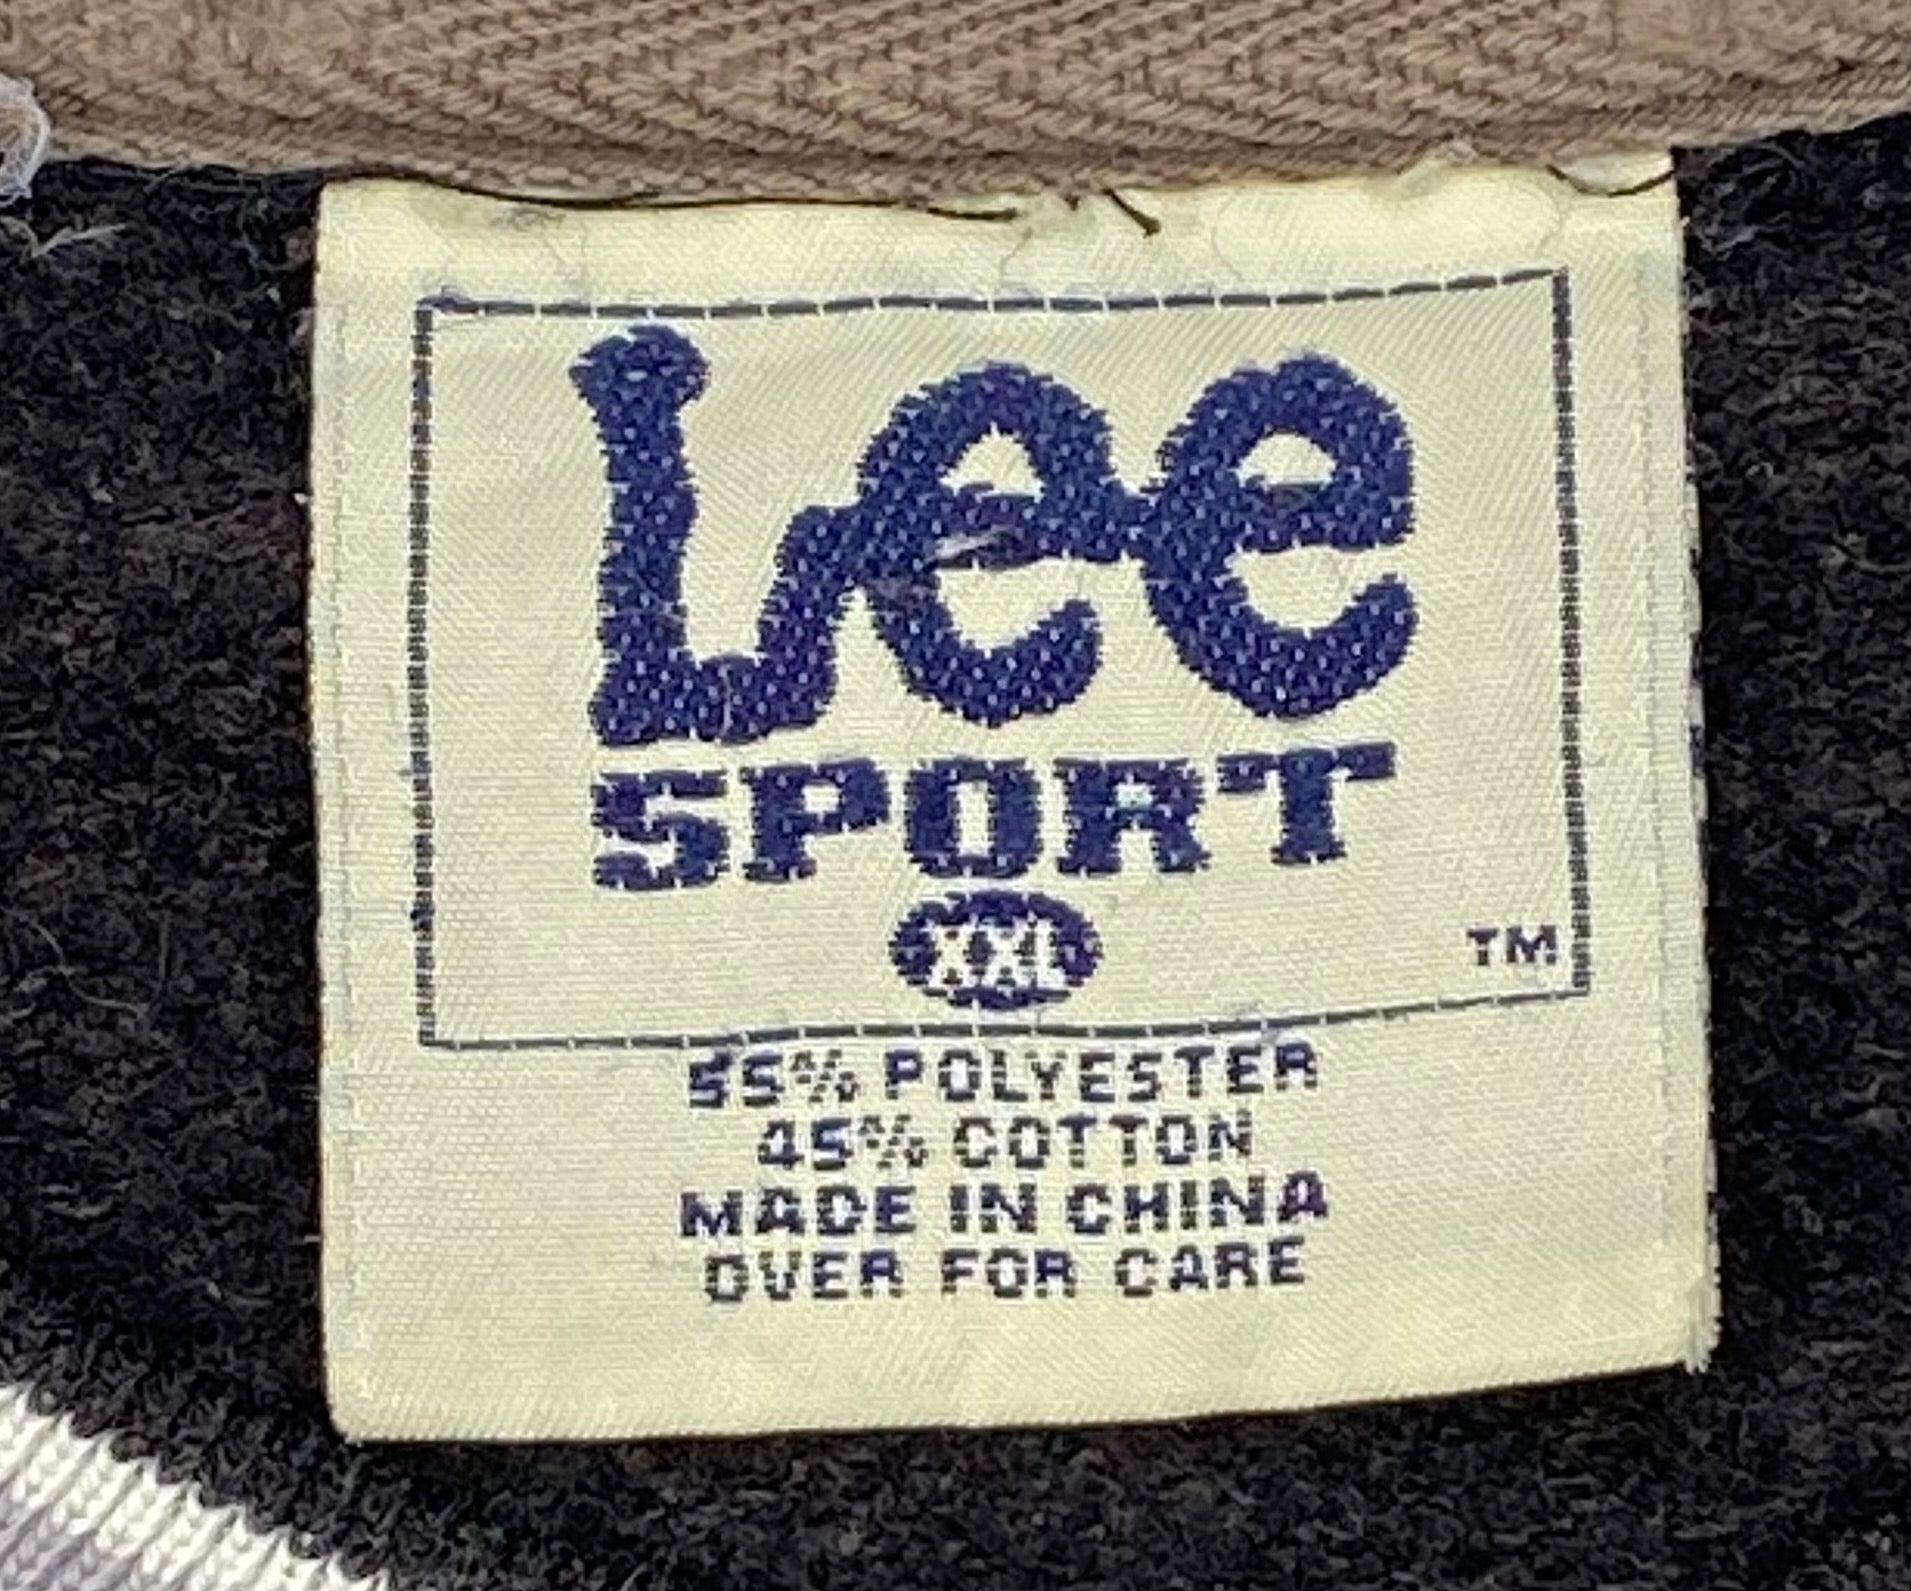 Lee
SPORT
XXL
TM
55% POLYESTER
45% COTTON
MADE IN CHINA
OVER FOR CARE